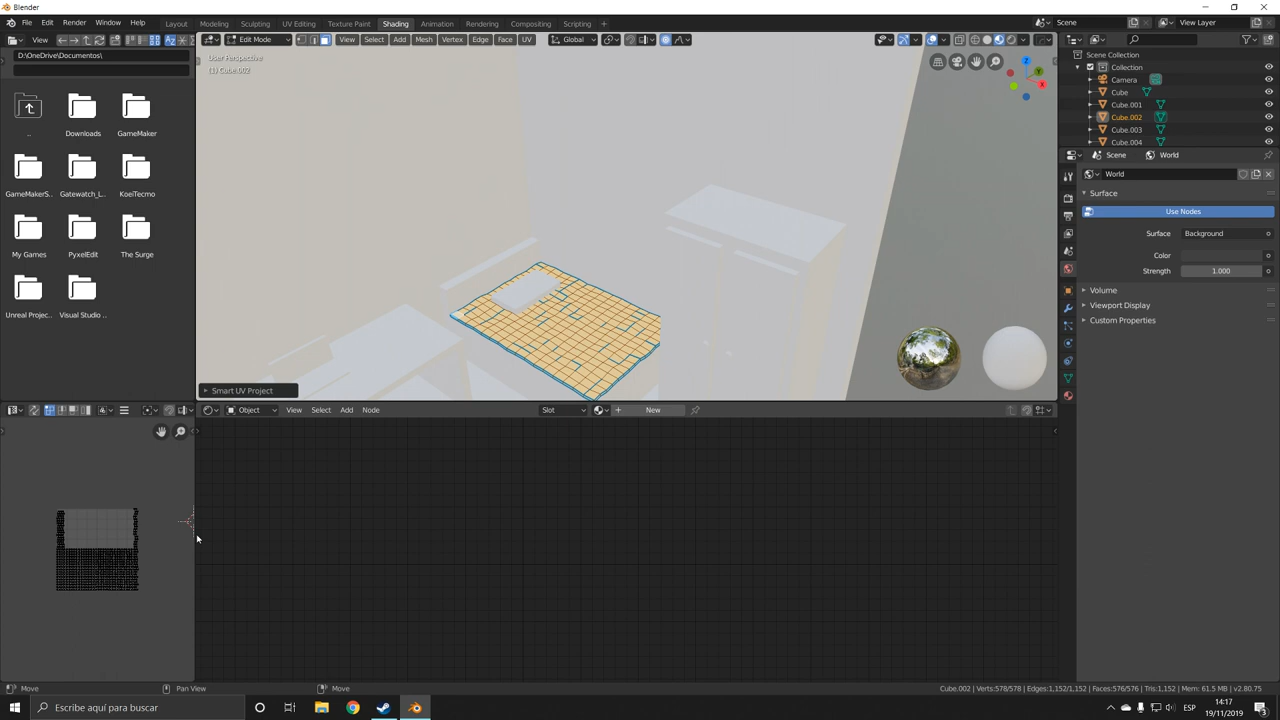 Blender
File Edit Render Window Help Layout Modeling Sculpting UV Editing Texture Paint Shading Animation Rendering Compositing Scripting + Scene View Layer
View Edit Mode View Select Add Mesh Vertex Edge Face UV Global
D:\OneDrive\Documentos\
User Perspective
(1) Cube.002
.. Downloads GameMaker
GameMakerS... Gatewatch_L... KoeiTecmo
My Games PyxelEdit The Surge
Unreal Projec... Visual Studio ..
Smart UV Project
Scene Collection
Collection
Camera
Cube
Cube.001
Cube.002
Cube.003
Cube.004
Scene World
World
Surface
Use Nodes
Surface Background
Color
Strength 1.000
Volume
Viewport Display
Custom Properties
Object View Select Add Node Slot New
Move Pan View Move Cube.002 | Verts:578/578 | Edges:1,152/1,152 | Faces:576/576 | Tris:1,152 | Mem: 61.5 MB | v2.80.75
Escribe aquí para buscar
ESP
14:17
19/11/2019
3